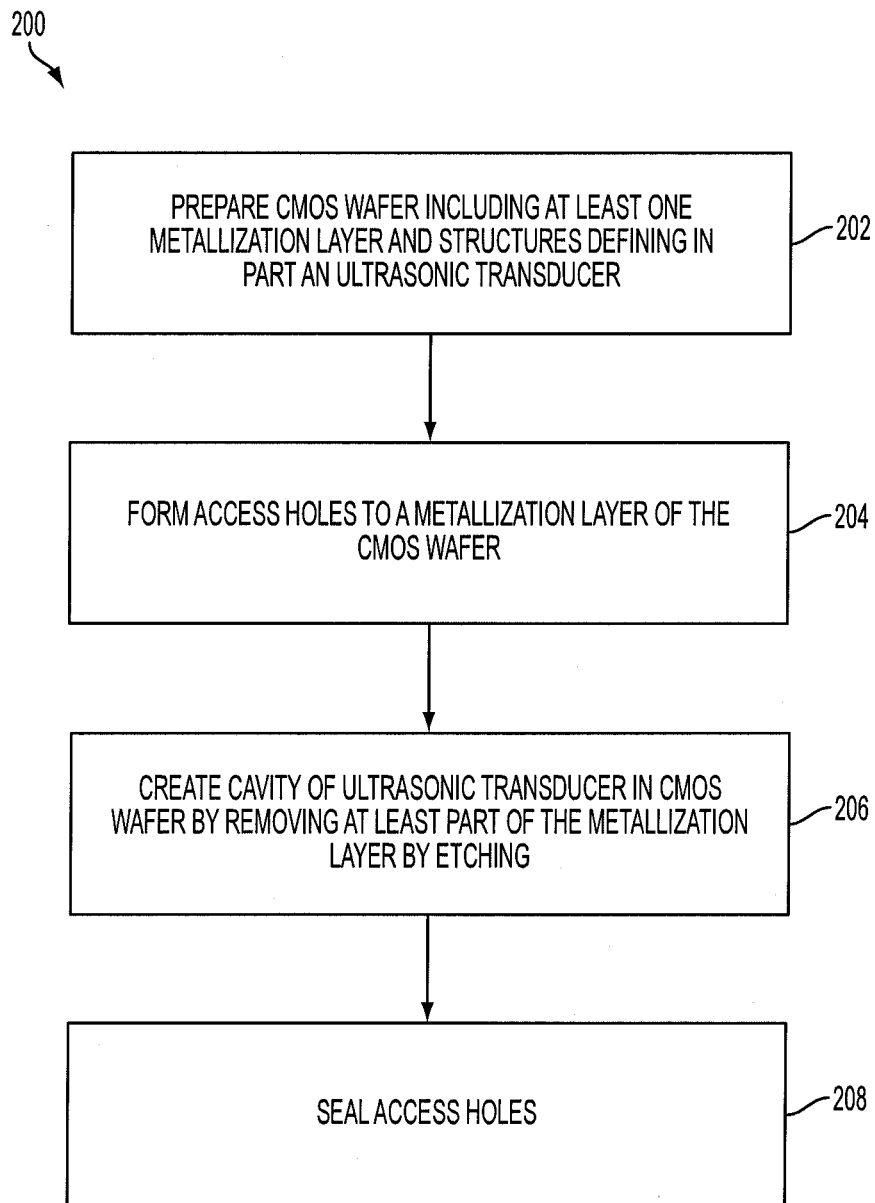 200
PREPARE CMOS WAFER INCLUDING AT LEAST ONE
METALLIZATION LAYER AND STRUCTURES DEFINING IN
PART AN ULTRASONIC TRANSDUCER
202
FORM ACCESS HOLES TO A METALLIZATION LAYER OF THE
CMOS WAFER
204
CREATE CAVITY OF ULTRASONIC TRANSDUCER IN CMOS
WAFER BY REMOVING AT LEAST PART OF THE METALLIZATION
LAYER BY ETCHING
206
SEAL ACCESS HOLES
208